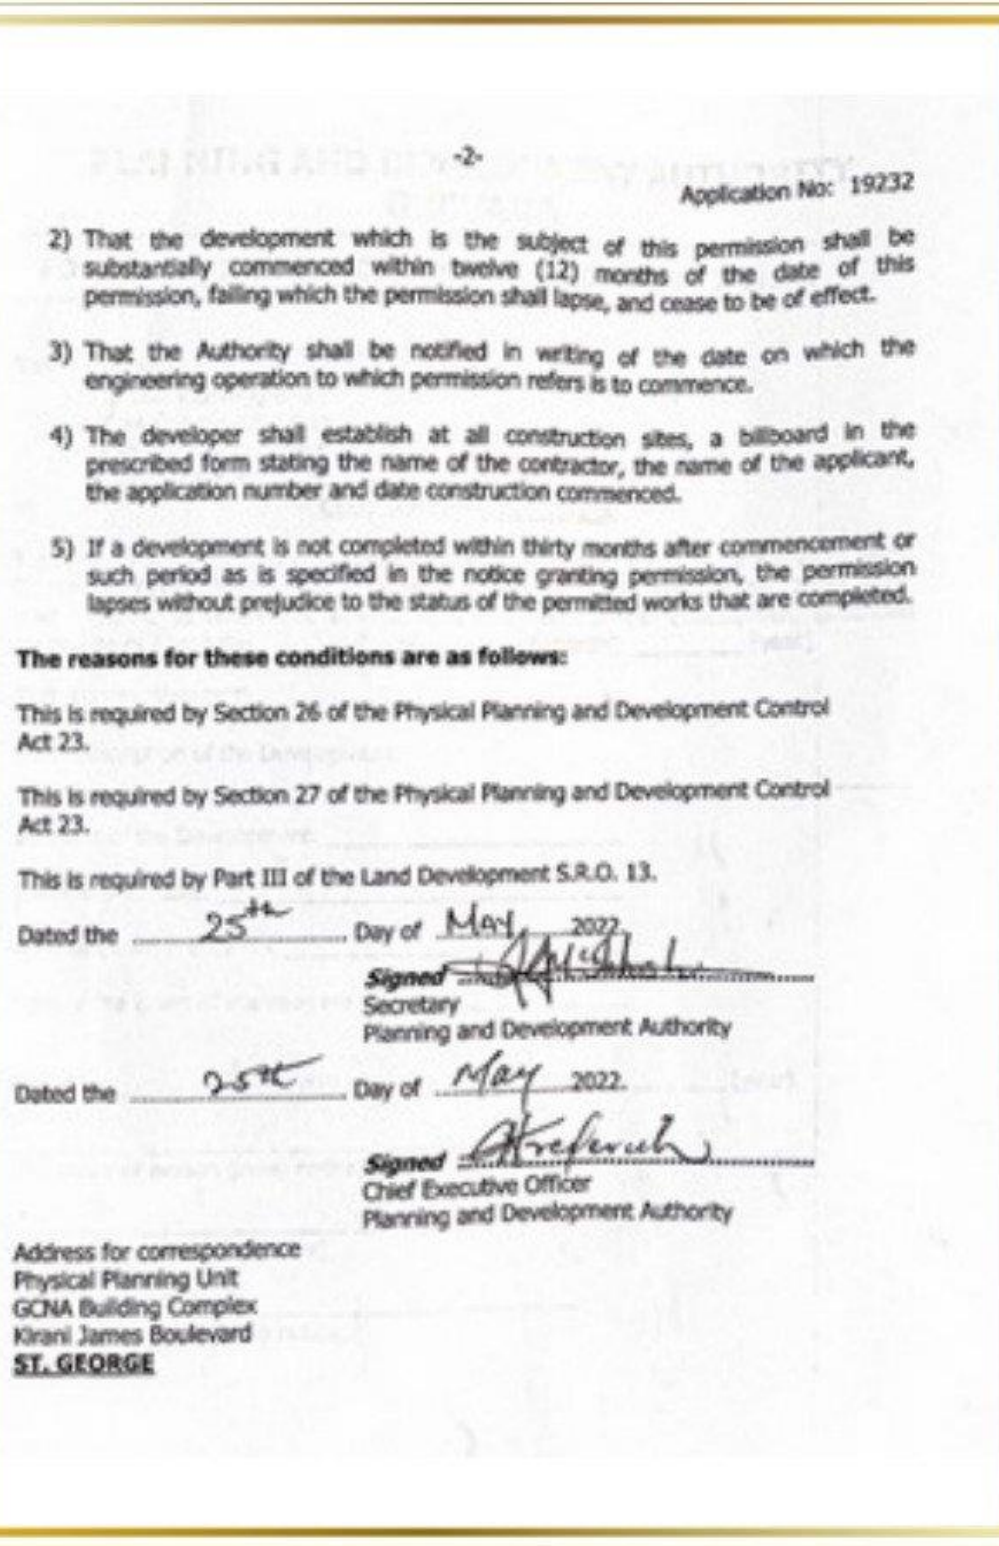 -2-
Application No: 19232
2) That the development which is the subject of this permission shall be
substantially commenced within twelve (12) months of the date of this
permission, failing which the permission shall lapse, and cease to be of effect.
3) That the Authority shall be notified in writing of the date on which the
engineering operation to which permission refers is to commence.
4) The developer shall establish at all construction sites, a billboard in the
prescribed form stating the name of the contractor, the name of the applicant,
the application number and date construction commenced.
5) If a development is not completed within thirty months after commencement or
such period as is specified in the notice granting permission, the permission
lapses without prejudice to the status of the permitted works that are completed.
The reasons for these conditions are as follows:
This is required by Section 26 of the Physical Planning and Development Control
Act 23.
This is required by Section 27 of the Physical Planning and Development Control
Act 23.
This is required by Part III of the Land Development S.R.O. 13.
Dated the 25th Day of May, 2022.
Signed
Secretary
Planning and Development Authority
Dated the 25th Day of May 2022.
Signed
Chief Executive Officer
Planning and Development Authority
Address for correspondence
Physical Planning Unit
GCNA Building Complex
Kirani James Boulevard
ST. GEORGE